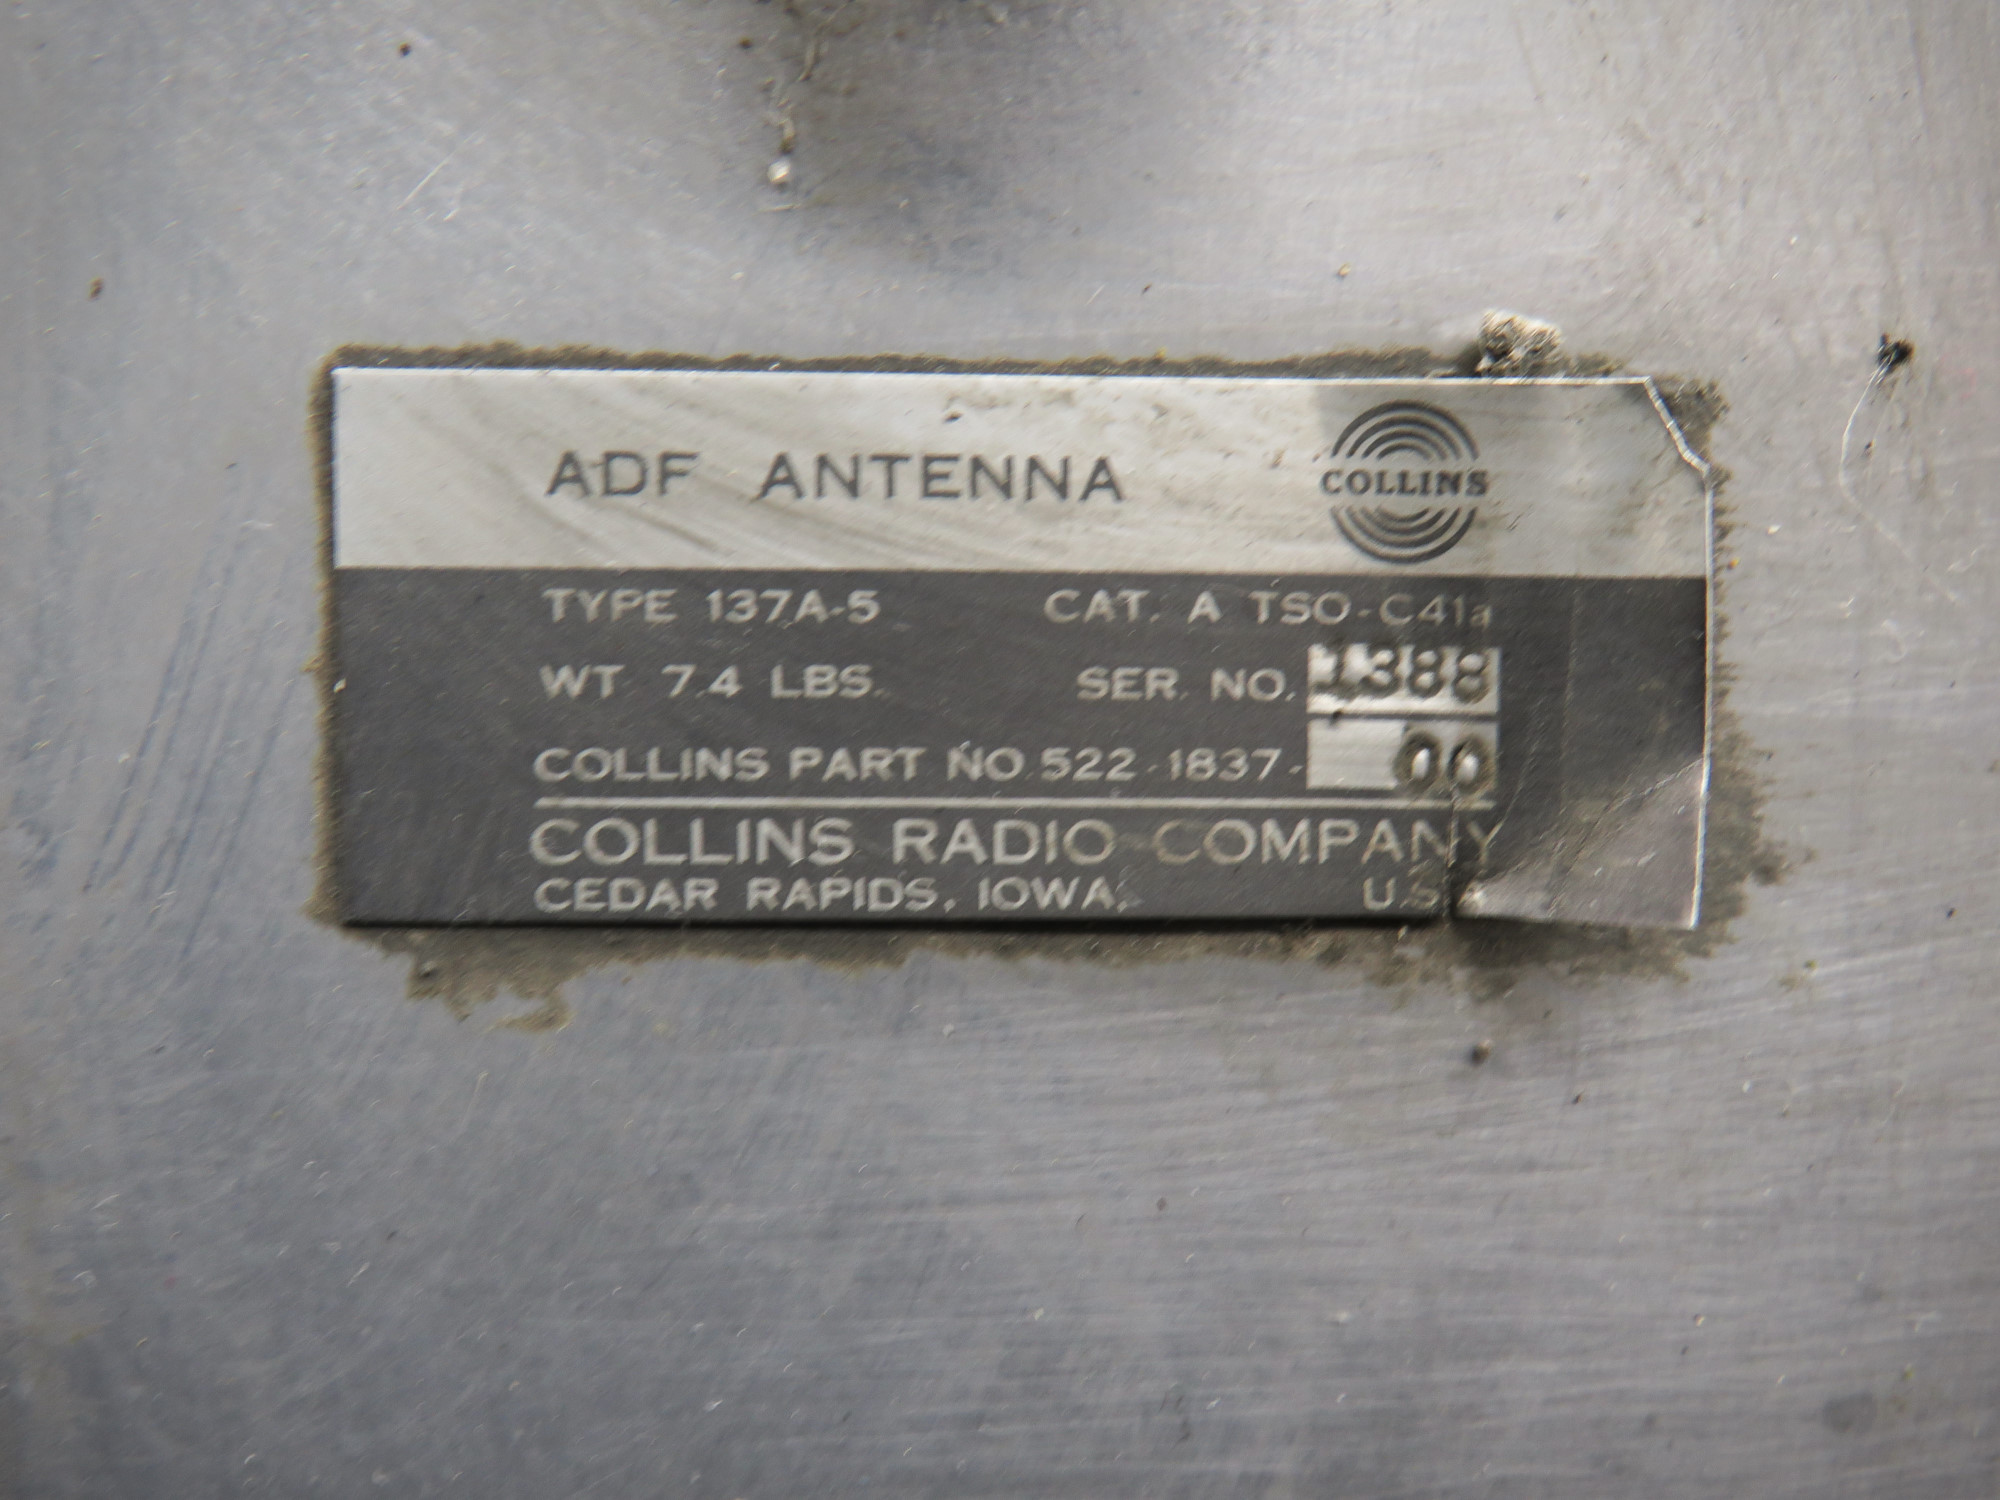 ADF ANTENNA
COLLINS
TYPE 137A-5 CAT. A TSO-C41a
WT 7.4 LBS. SER. NO. 1388
COLLINS PART NO 522-1837-00
COLLINS RADIO COMPANY
CEDAR RAPIDS, IOWA, U.S.A